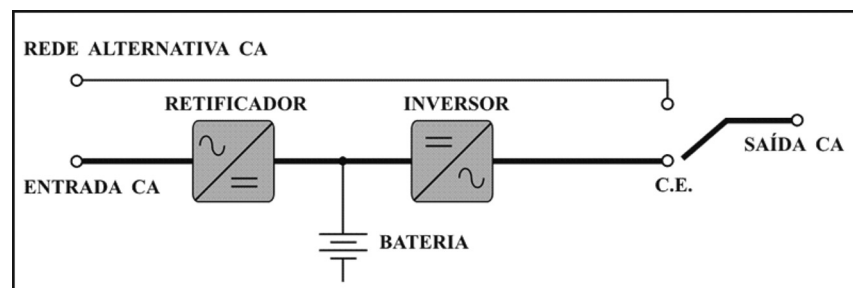 REDE ALTERNATIVA CA
RETIFICADOR
INVERSOR
SAÍDA CA
ENTRADA CA
C.E.
BATERIA